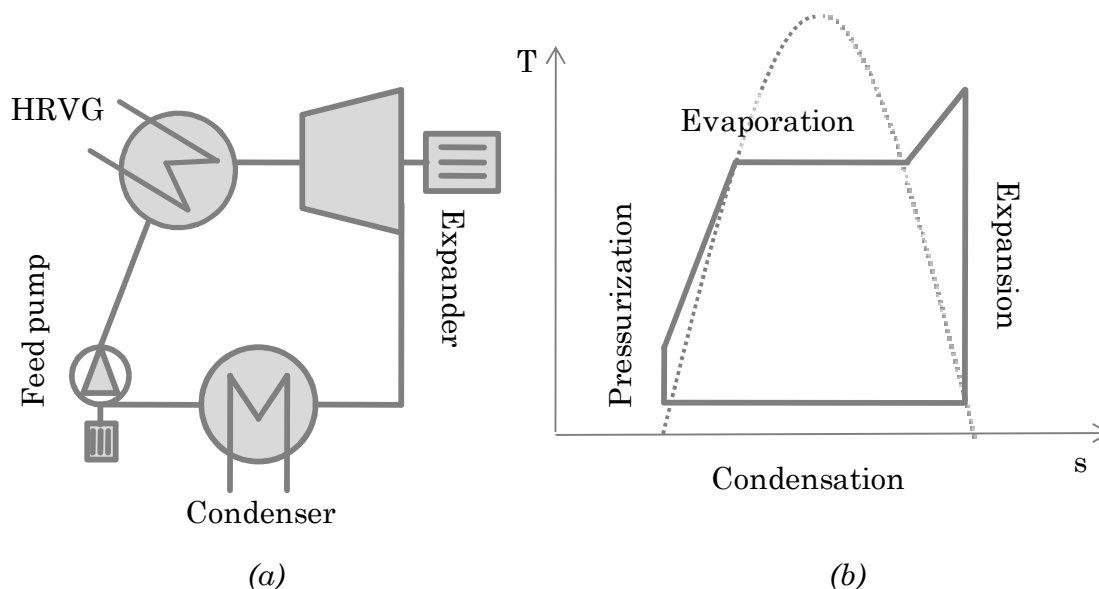 HRVG
Feed pump
Expander
Condenser
(a)
T
Evaporation
Pressurization
Expansion
s
Condensation
(b)